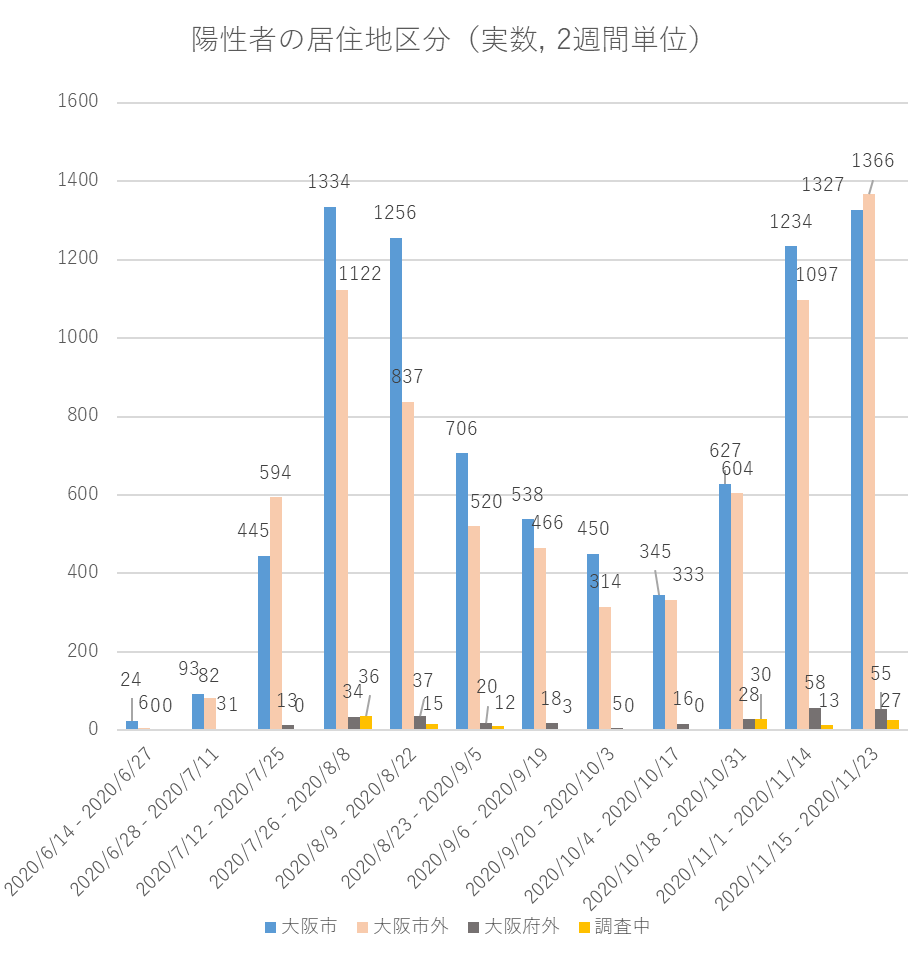 陽性者の居住地区分（実数, 2週間単位）
1600
1400
1200
1000
800
600
400
200
0
24 6 0 0
93 82 3 1
445 594 13 0
1334 1122 34 36
1256 837 37 15
706 520 20 12
538 466 18 3
450 314 5 0
345 333 16 0
627 604 28 30
1234 1097 58 13
1327 1366 55 27
2020/6/14 - 2020/6/27
2020/6/28 - 2020/7/11
2020/7/12 - 2020/7/25
2020/7/26 - 2020/8/8
2020/8/9 - 2020/8/22
2020/8/23 - 2020/9/5
2020/9/6 - 2020/9/19
2020/9/20 - 2020/10/3
2020/10/4 - 2020/10/17
2020/10/18 - 2020/10/31
2020/11/1 - 2020/11/14
2020/11/15 - 2020/11/23
大阪市 大阪市外 大阪府外 調査中